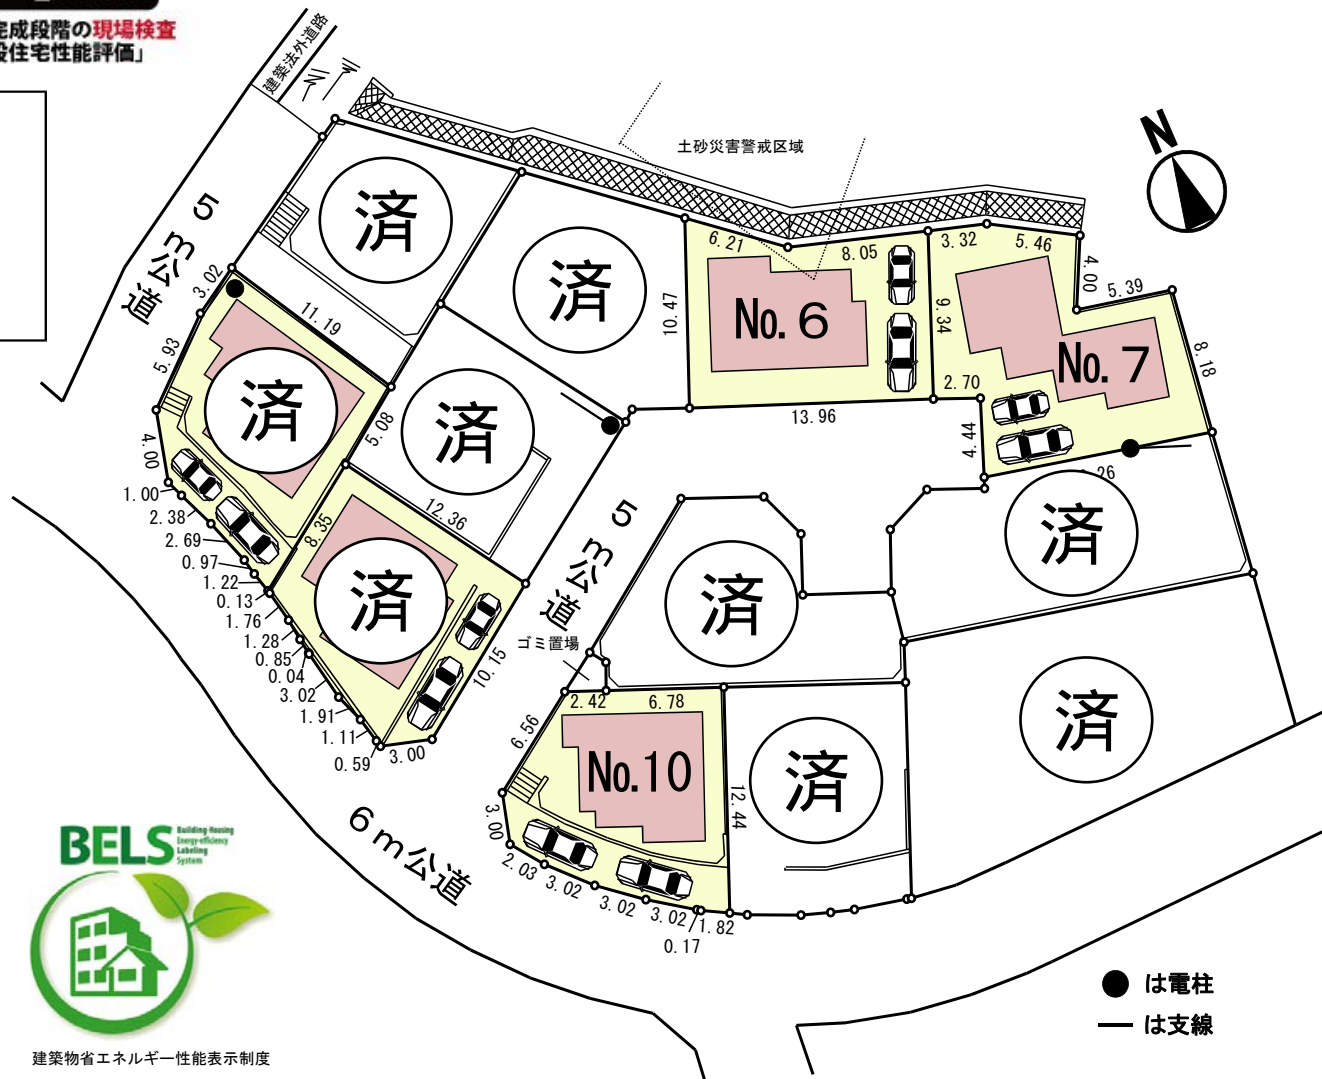 完成段階の現場検査
設住宅性能評価」
建築法外道路
土砂災害警戒区域
N
5m公道
済
済
済
済
済
済
済
済
済
No.6
No.7
No.10
6.21
8.05
3.32
5.46
4.00
5.39
8.18
10.47
9.34
2.70
13.96
4.44
3.02
11.19
5.93
4.00
5.08
1.00
2.38
2.69
0.97
1.22
0.13
1.76
1.28
0.85
0.04
3.02
1.91
1.11
0.59
3.00
8.35
12.36
10.15
5m公道
ゴミ置場
2.42
6.78
6.56
12.44
3.00
2.03
3.02
3.02
3.02
0.17
1.82
6m公道
BELS
Building-Housing
Energy-efficiency
Labeling
System
建築物省エネルギー性能表示制度
●は電柱
―は支線